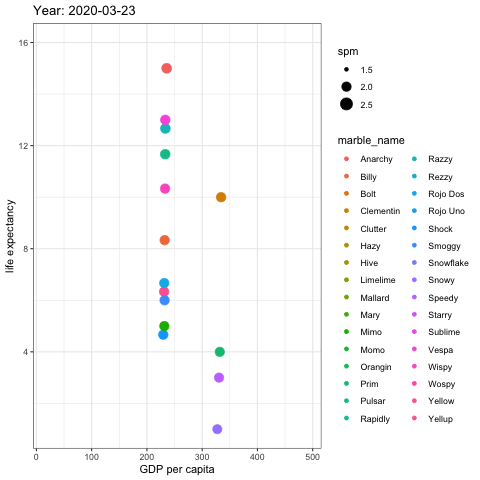 Year: 2020-03-23
life expectancy
16
12
8
4
0
100
200
300
400
500
GDP per capita
spm
1.5
2.0
2.5
marble_name
Anarchy
Billy
Bolt
Clementin
Clutter
Hazy
Hive
Limelime
Mallard
Mary
Mimo
Momo
Orangin
Prim
Pulsar
Rapidly
Razzy
Rezzy
Rojo Dos
Rojo Uno
Shock
Smoggy
Snowflake
Snowy
Speedy
Starry
Sublime
Vespa
Wispy
Wospy
Yellow
Yellup